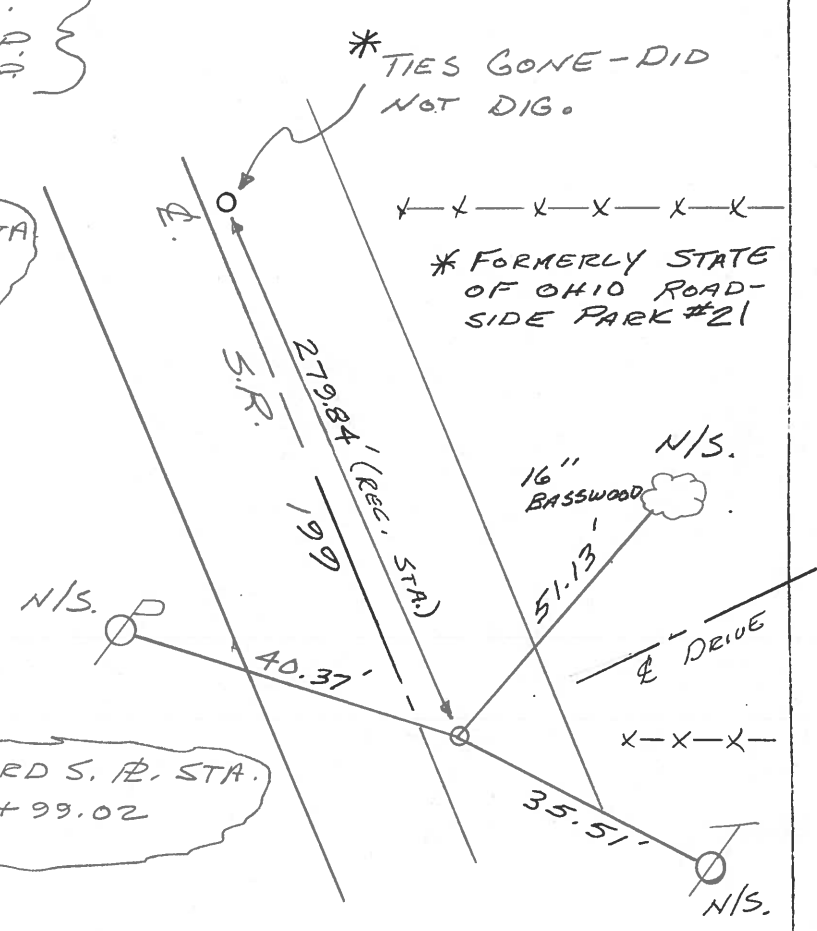 * TIES GONE - DID
NOT DIG.
TA
* FORMERLY STATE
OF OHIO ROAD-
SIDE PARK #21
S.R.
199
279.84' (REC. STA.)
N/S.
16"
BASSWOOD
51.13'
N/S.
40.37'
℄ DRIVE
RD S. ⅊. STA.
+ 99.02
35.51'
N/S.